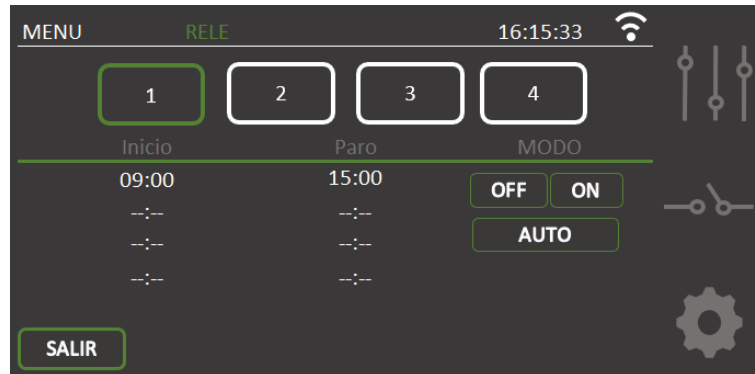 MENU RELE 16:15:33
1 2 3 4
Inicio Paro MODO
09:00 15:00 OFF ON
--:-- --:--
--:-- --:-- AUTO
--:-- --:--
SALIR